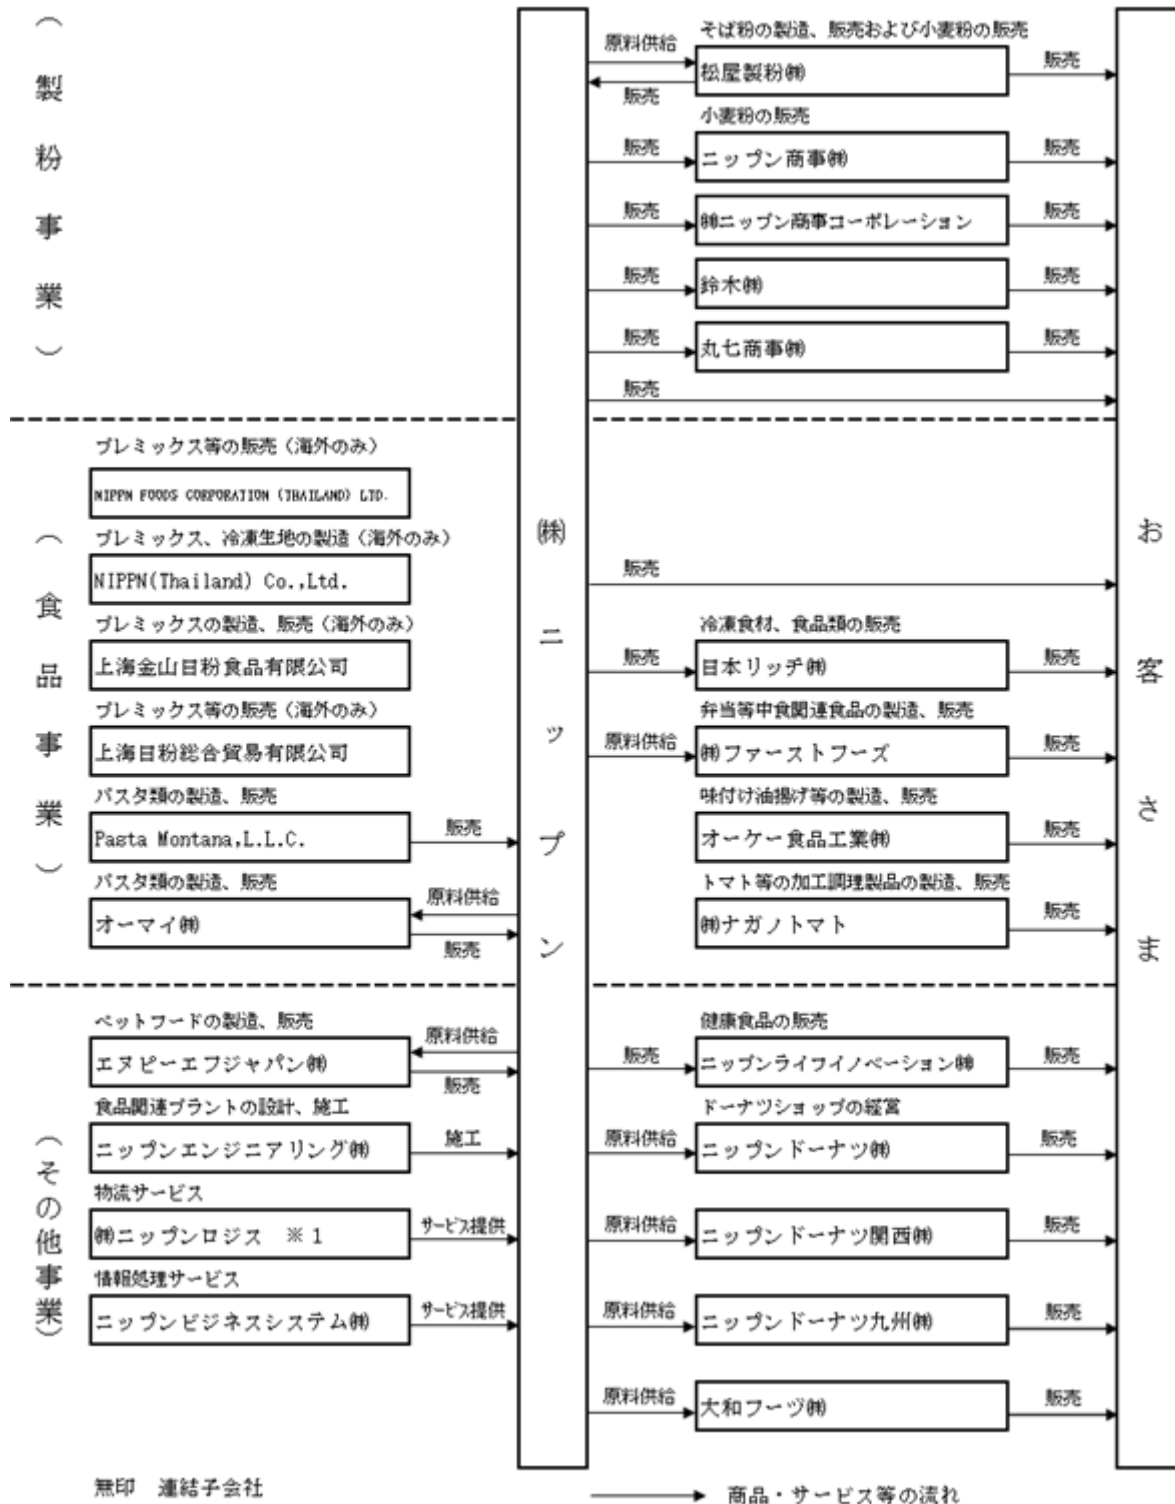 （製粉事業）
そば粉の製造、販売および小麦粉の販売
原料供給
松屋製粉㈱
販売
販売
小麦粉の販売
販売
ニップン商事㈱
販売
販売
㈱ニップン商事コーポレーション
販売
販売
鈴木㈱
販売
販売
丸七商事㈱
販売
販売
㈱ニップン
お客さま
（食品事業）
プレミックス等の販売（海外のみ）
NIPPN FOODS CORPORATION (THAILAND) LTD.
プレミックス、冷凍生地の製造（海外のみ）
NIPPN(Thailand) Co.,Ltd.
プレミックスの製造、販売（海外のみ）
上海金山日粉食品有限公司
プレミックス等の販売（海外のみ）
上海日粉総合貿易有限公司
パスタ類の製造、販売
Pasta Montana,L.L.C.
販売
パスタ類の製造、販売
オーマイ㈱
原料供給
販売
販売
冷凍食材、食品類の販売
販売
日本リッチ㈱
販売
弁当等中食関連食品の製造、販売
原料供給
㈱ファーストフーズ
販売
味付け油揚げ等の製造、販売
オーケー食品工業㈱
販売
トマト等の加工調理製品の製造、販売
㈱ナガノトマト
販売
（その他事業）
ペットフードの製造、販売
エヌピーエフジャパン㈱
原料供給
販売
食品関連プラントの設計、施工
ニップンエンジニアリング㈱
施工
物流サービス
㈱ニップンロジス　※１
サービス提供
情報処理サービス
ニップンビジネスシステム㈱
サービス提供
健康食品の販売
販売
ニップンライフイノベーション㈱
販売
ドーナツショップの経営
原料供給
ニップンドーナツ㈱
販売
原料供給
ニップンドーナツ関西㈱
販売
原料供給
ニップンドーナツ九州㈱
販売
原料供給
大和フーヅ㈱
販売
無印　連結子会社
商品・サービス等の流れ